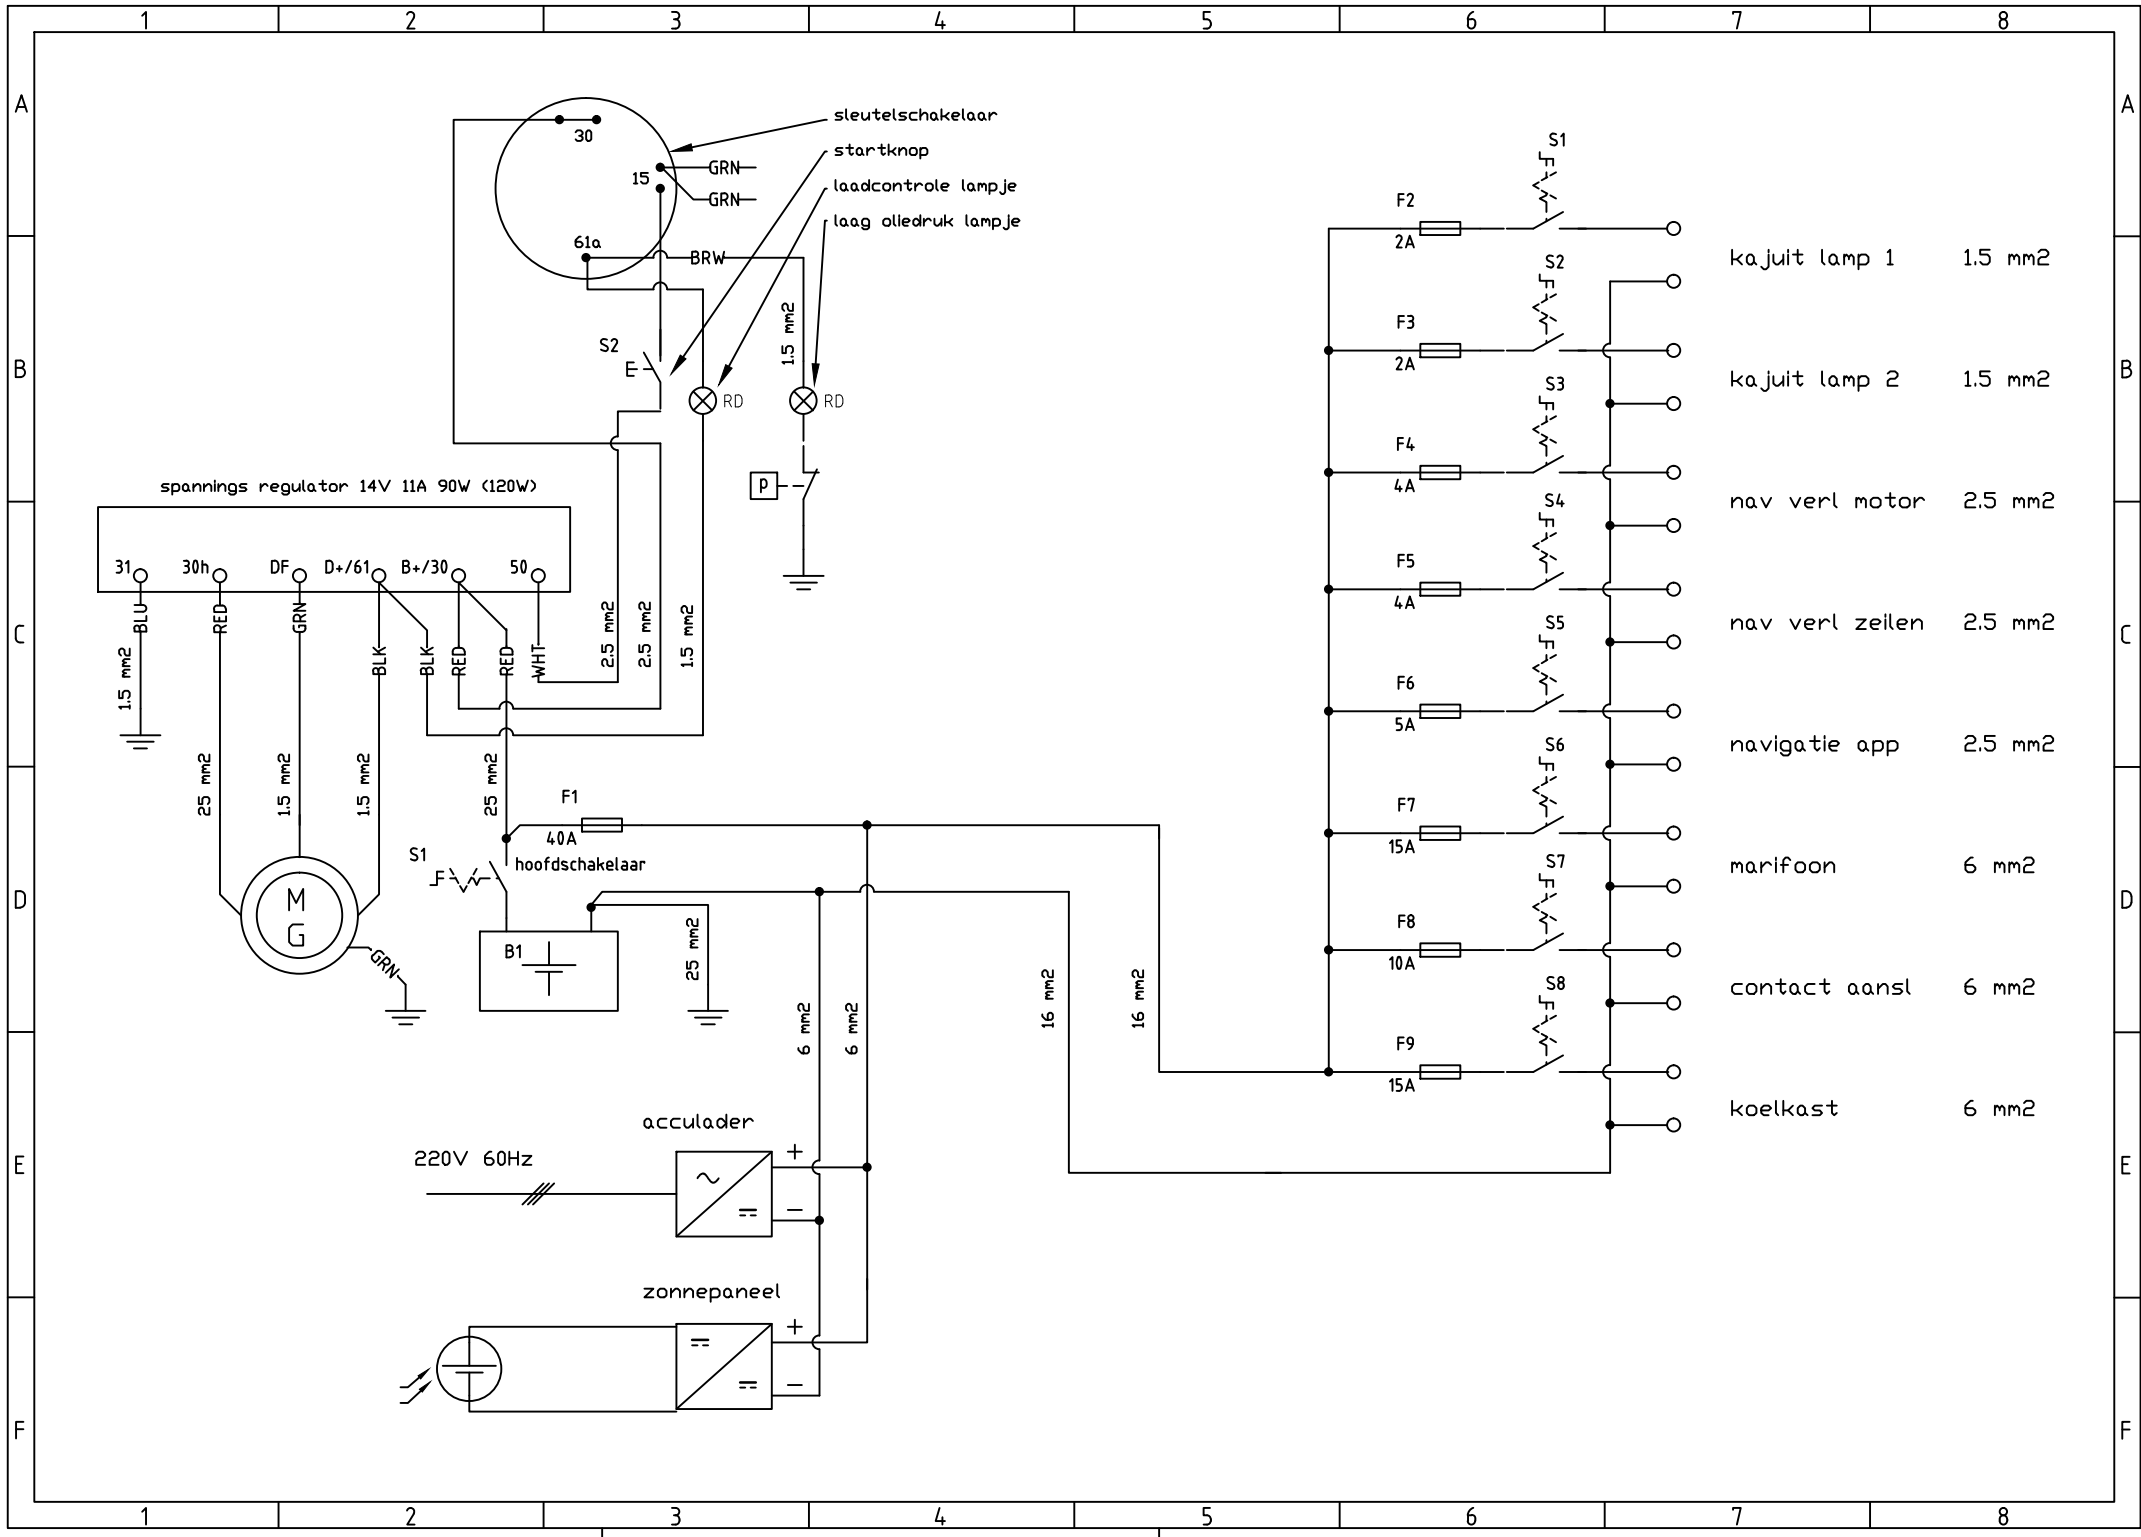 1 2 3 4 5 6 7 8
A A
sleutelschakelaar
startknop
laadcontrole lampje
laag oliedruk lampje
30
15
GRN
GRN
61a
BRW
1.5 mm2
S2
E
RD
RD
B B
p
spannings regulator 14V 11A 90W (120W)
31 30h DF D+/61 B+/30 50
BLU RED GRN BLK BLK RED RED WHT
2.5 mm2 2.5 mm2 1.5 mm2
C C
1.5 mm2
25 mm2 1.5 mm2 1.5 mm2 25 mm2
F1
40A
S1
hoofdschakelaar
M
G
GRN
B1
25 mm2
D D
6 mm2 6 mm2 16 mm2 16 mm2
acculader
220V 60Hz
+
-
E E
zonnepaneel
+
-
F F
S1
F2
2A
kajuit lamp 1 1.5 mm2
S2
F3
2A
kajuit lamp 2 1.5 mm2
S3
F4
4A
nav verl motor 2.5 mm2
S4
F5
4A
nav verl zeilen 2.5 mm2
S5
F6
5A
navigatie app 2.5 mm2
S6
F7
15A
marifoon 6 mm2
S7
F8
10A
contact aansl 6 mm2
S8
F9
15A
koelkast 6 mm2
1 2 3 4 5 6 7 8